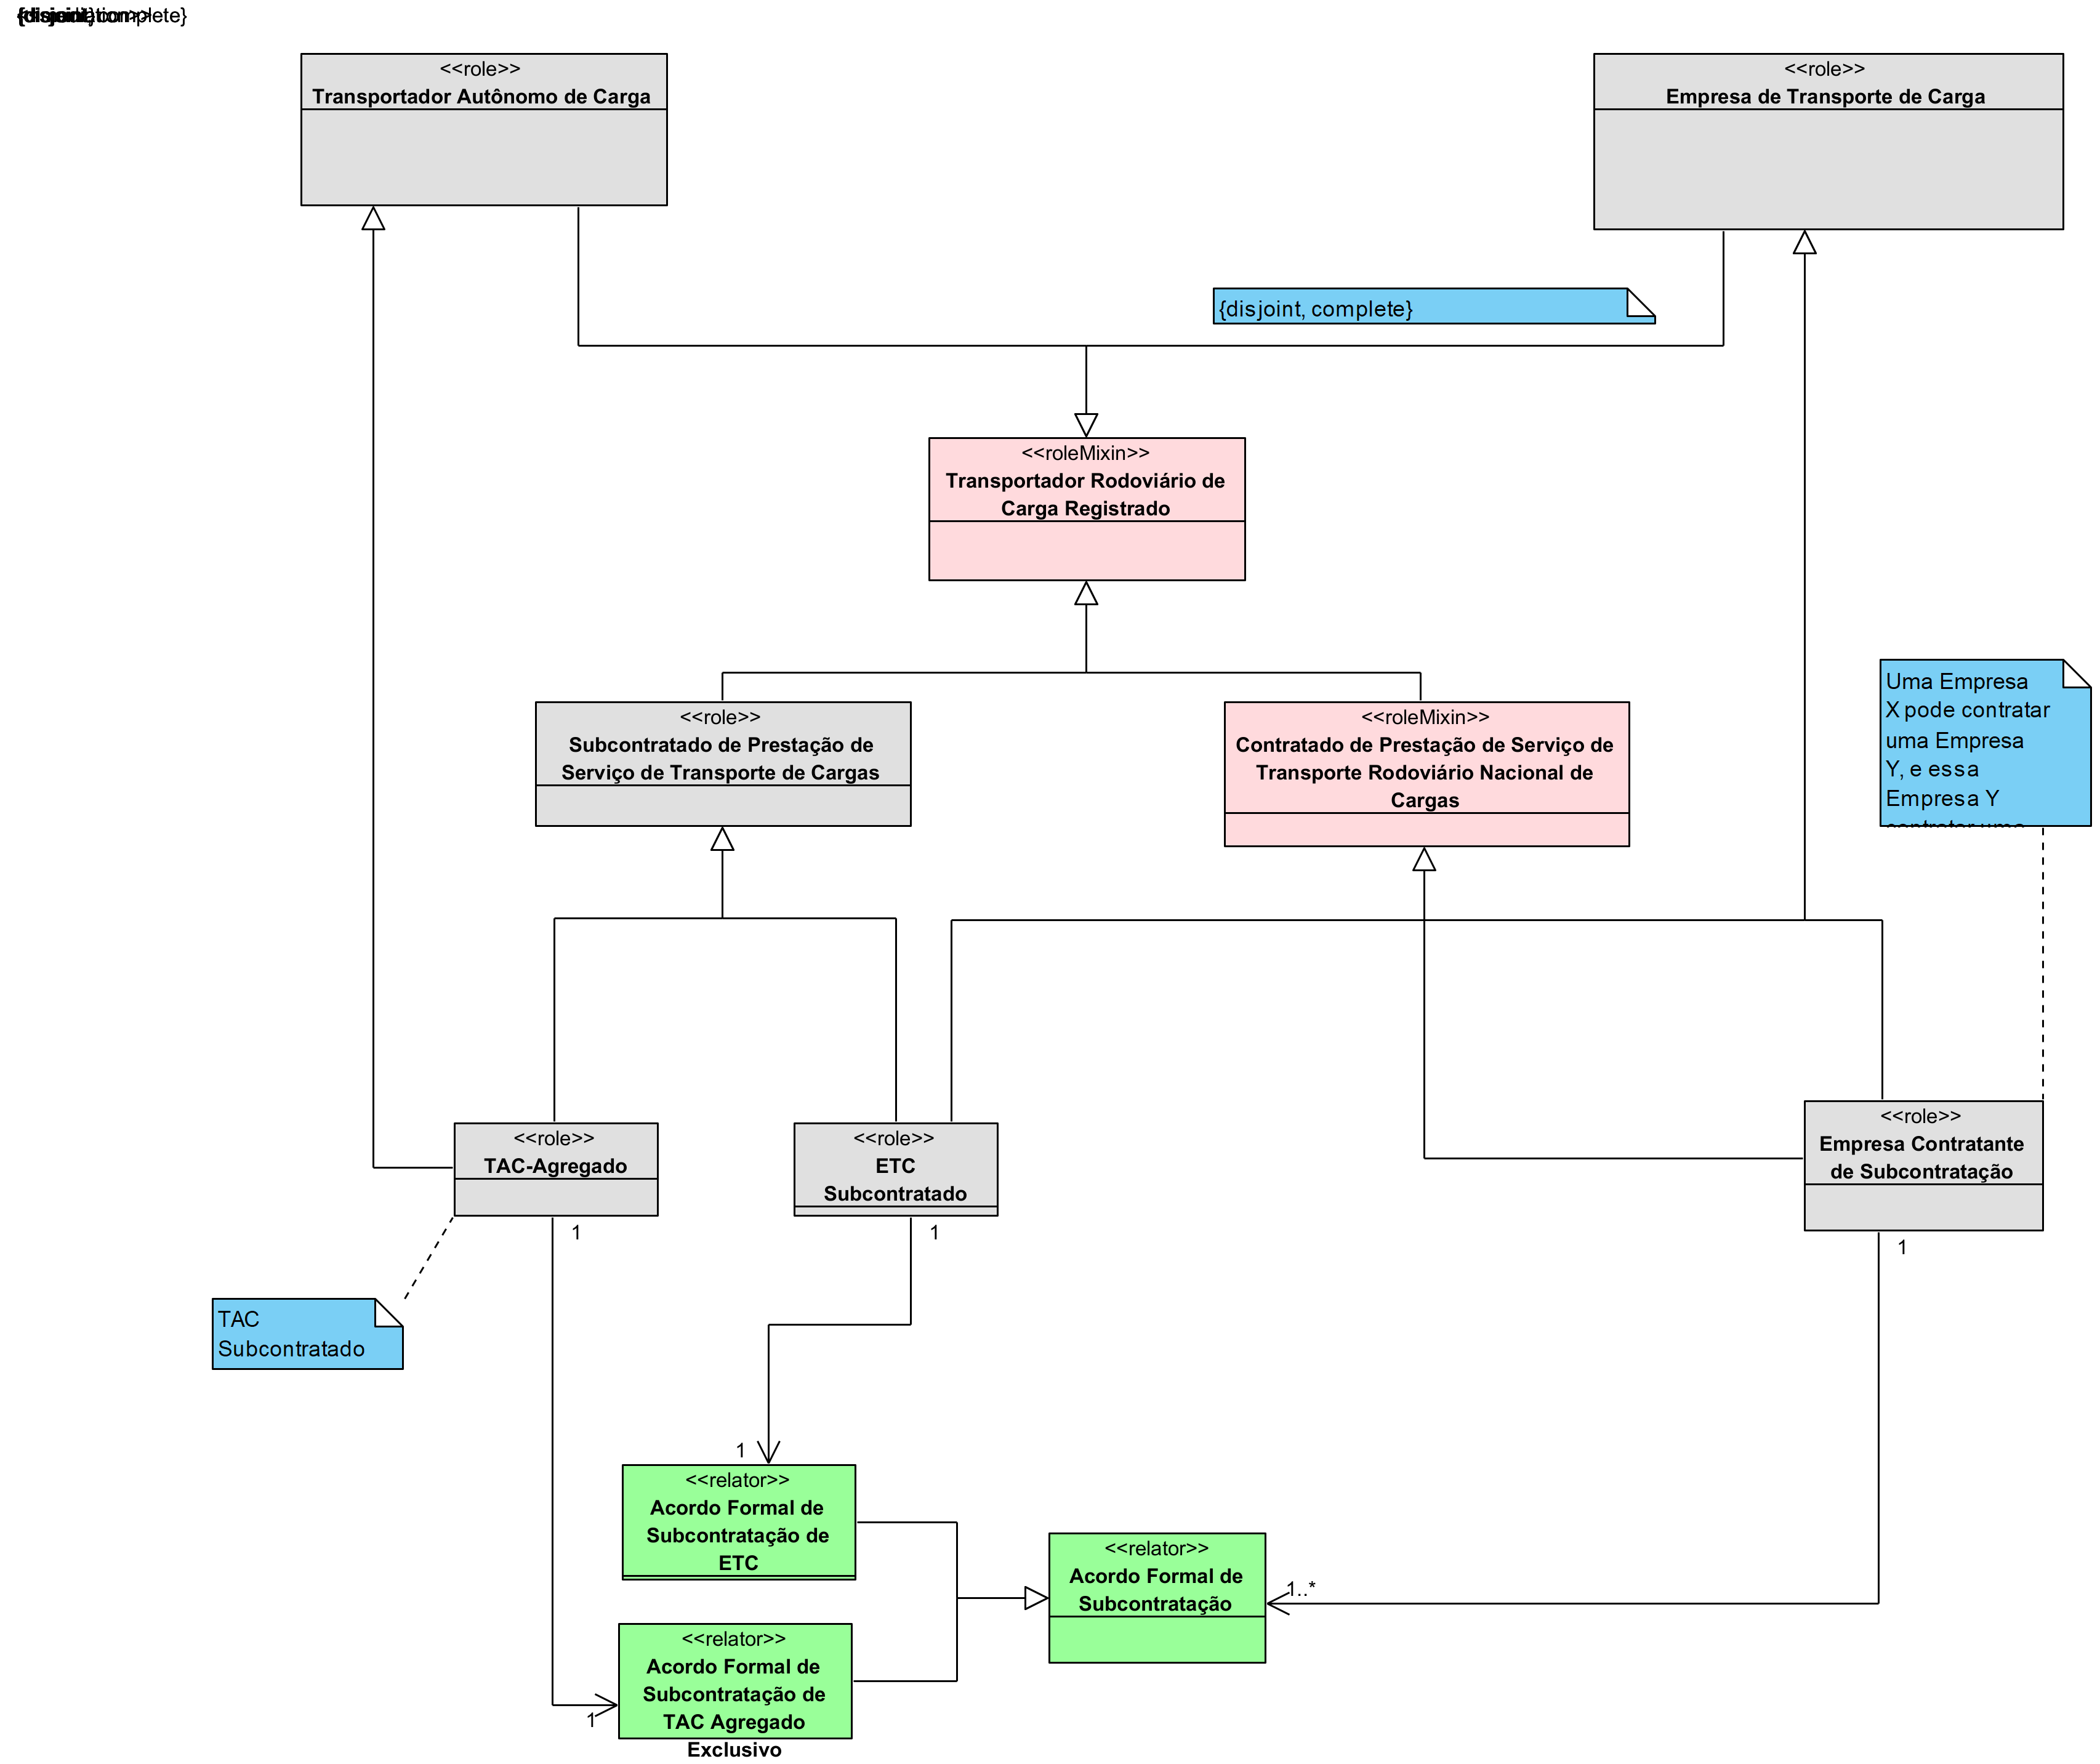 <<role>>
Transportador Autônomo de Carga
<<role>>
Empresa de Transporte de Carga
{disjoint, complete}
<<roleMixin>>
Transportador Rodoviário de
Carga Registrado
<<role>>
Subcontratado de Prestação de
Serviço de Transporte de Cargas
<<roleMixin>>
Contratado de Prestação de Serviço de
Transporte Rodoviário Nacional de
Cargas
Uma Empresa
X pode contratar
uma Empresa
Y, e essa
Empresa Y
<<role>>
TAC-Agregado
<<role>>
ETC
Subcontratado
<<role>>
Empresa Contratante
de Subcontratação
1
1
1
TAC
Subcontratado
1
<<relator>>
Acordo Formal de
Subcontratação de
ETC
<<relator>>
Acordo Formal de
Subcontratação
1..*
<<relator>>
Acordo Formal de
Subcontratação de
TAC Agregado
Exclusivo
1